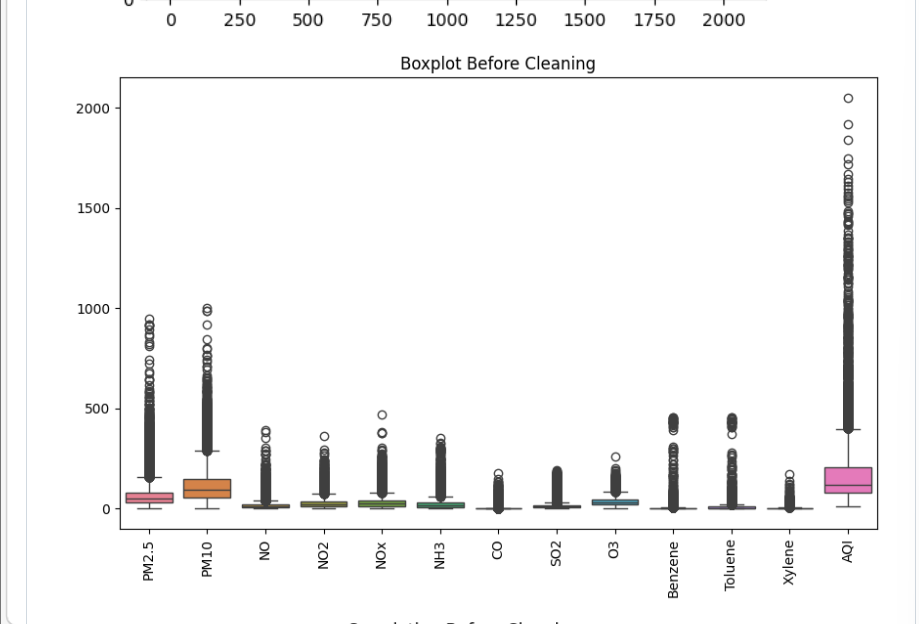 0
0 250 500 750 1000 1250 1500 1750 2000
Boxplot Before Cleaning
2000
1500
1000
500
0
PM2.5 PM10 NO NO2 NOx NH3 CO SO2 O3 Benzene Toluene Xylene AQI